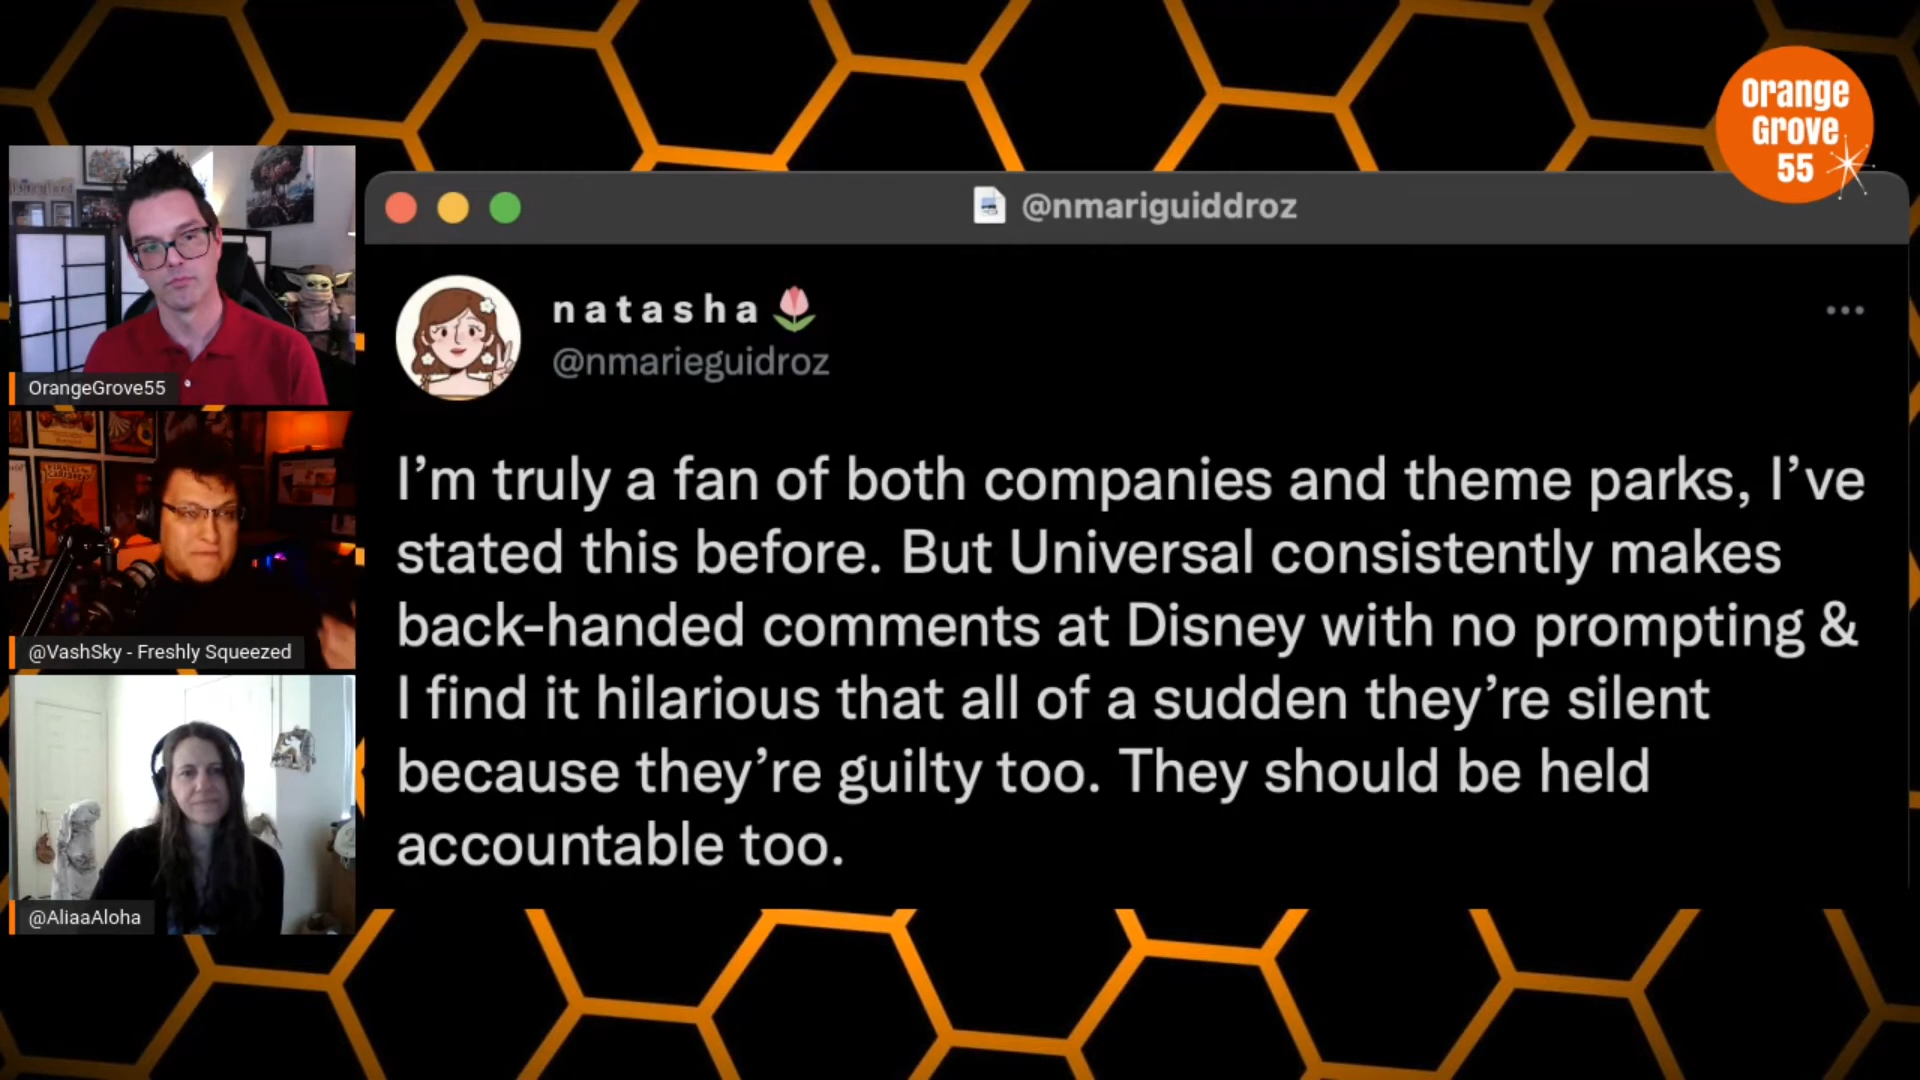 Orange
Grove
55
@nmariguiddroz
natasha🌷
@nmarieguidroz
I’m truly a fan of both companies and theme parks, I’ve
stated this before. But Universal consistently makes
back-handed comments at Disney with no prompting &
I find it hilarious that all of a sudden they’re silent
because they’re guilty too. They should be held
accountable too.
OrangeGrove55
@VashSky - Freshly Squeezed
@AliaaAloha